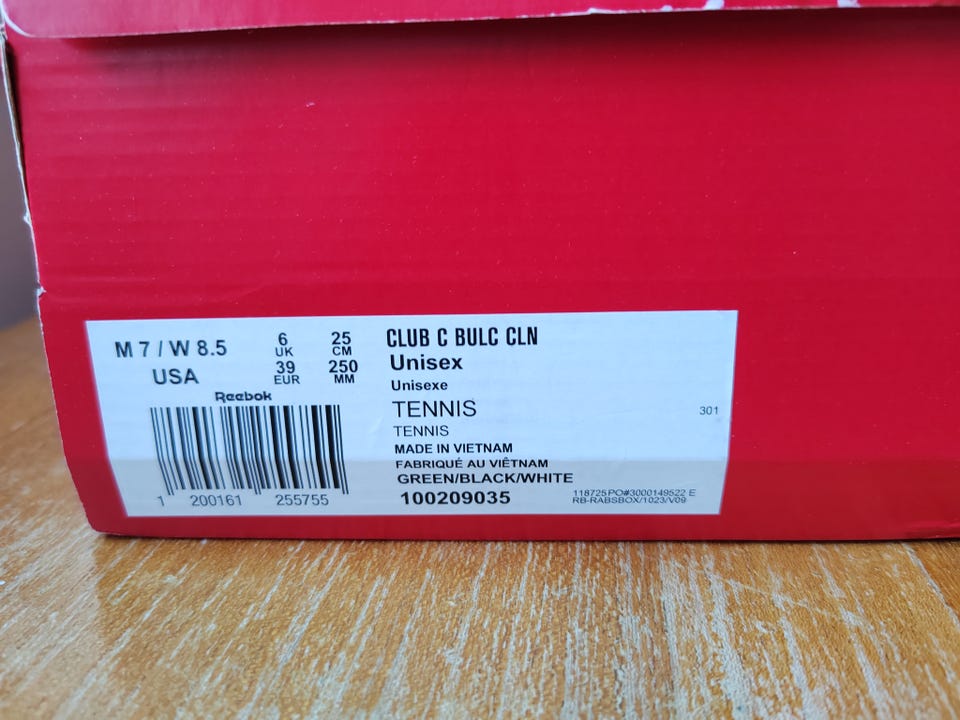 M 7 / W 8.5
USA
6
UK
39
EUR
25
CM
250
MM
Reebok
1 200161 255755
CLUB C BULC CLN
Unisex
Unisexe
TENNIS
TENNIS
MADE IN VIETNAM
FABRIQUÉ AU VIÊTNAM
GREEN/BLACK/WHITE
100209035
301
118725PO#3000149522 E
RB-RABSBOX/1023/V09